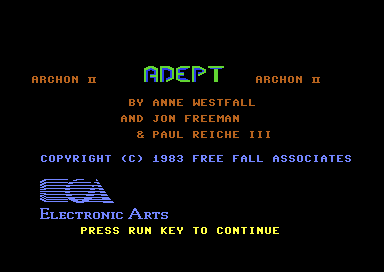 ADEPT
ARCHON II ARCHON II
BY ANNE WESTFALL
AND JON FREEMAN
& PAUL REICHE III
COPYRIGHT (C) 1983 FREE FALL ASSOCIATES
EA
ELECTRONIC ARTS
PRESS RUN KEY TO CONTINUE